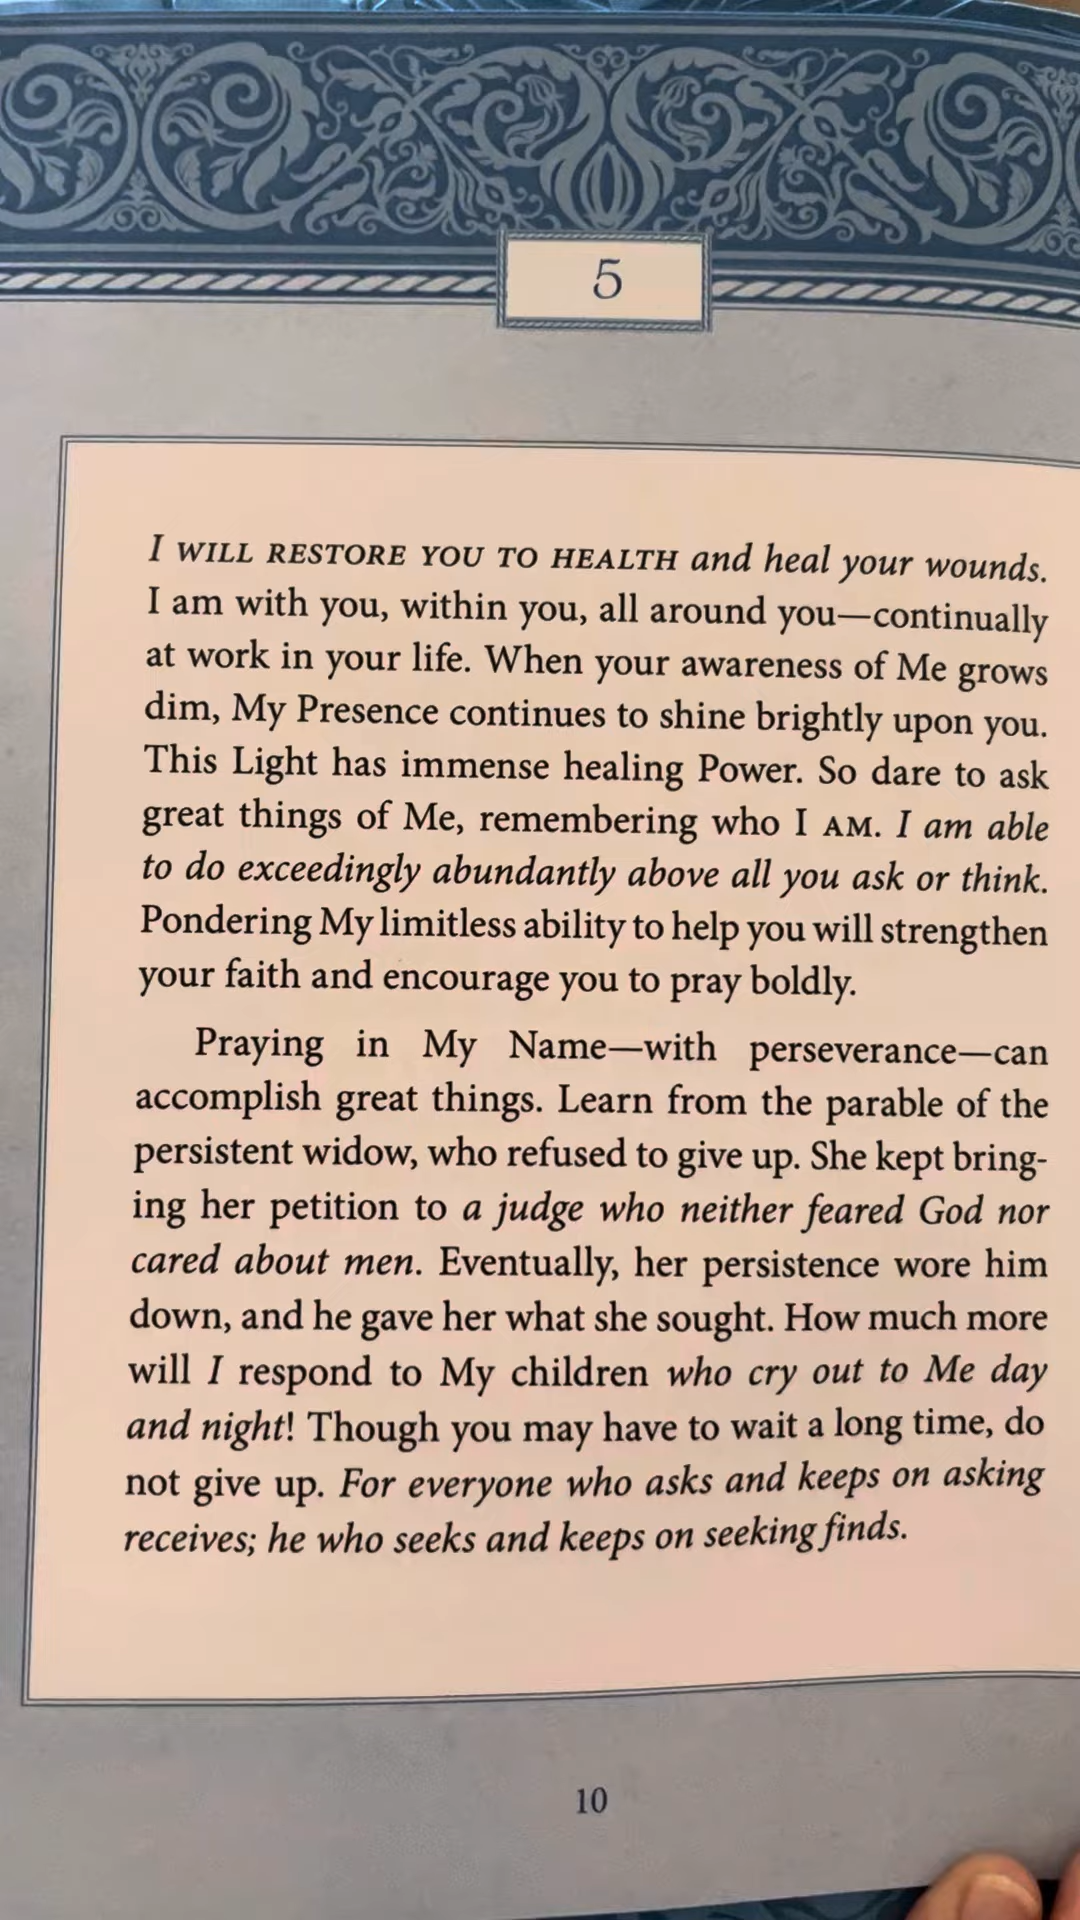 5
I WILL RESTORE YOU TO HEALTH and heal your wounds.
I am with you, within you, all around you—continually
at work in your life. When your awareness of Me grows
dim, My Presence continues to shine brightly upon you.
This Light has immense healing Power. So dare to ask
great things of Me, remembering who I AM. I am able
to do exceedingly abundantly above all you ask or think.
Pondering My limitless ability to help you will strengthen
your faith and encourage you to pray boldly.
Praying in My Name—with perseverance—can
accomplish great things. Learn from the parable of the
persistent widow, who refused to give up. She kept bring-
ing her petition to a judge who neither feared God nor
cared about men. Eventually, her persistence wore him
down, and he gave her what she sought. How much more
will I respond to My children who cry out to Me day
and night! Though you may have to wait a long time, do
not give up. For everyone who asks and keeps on asking
receives; he who seeks and keeps on seeking finds.
10